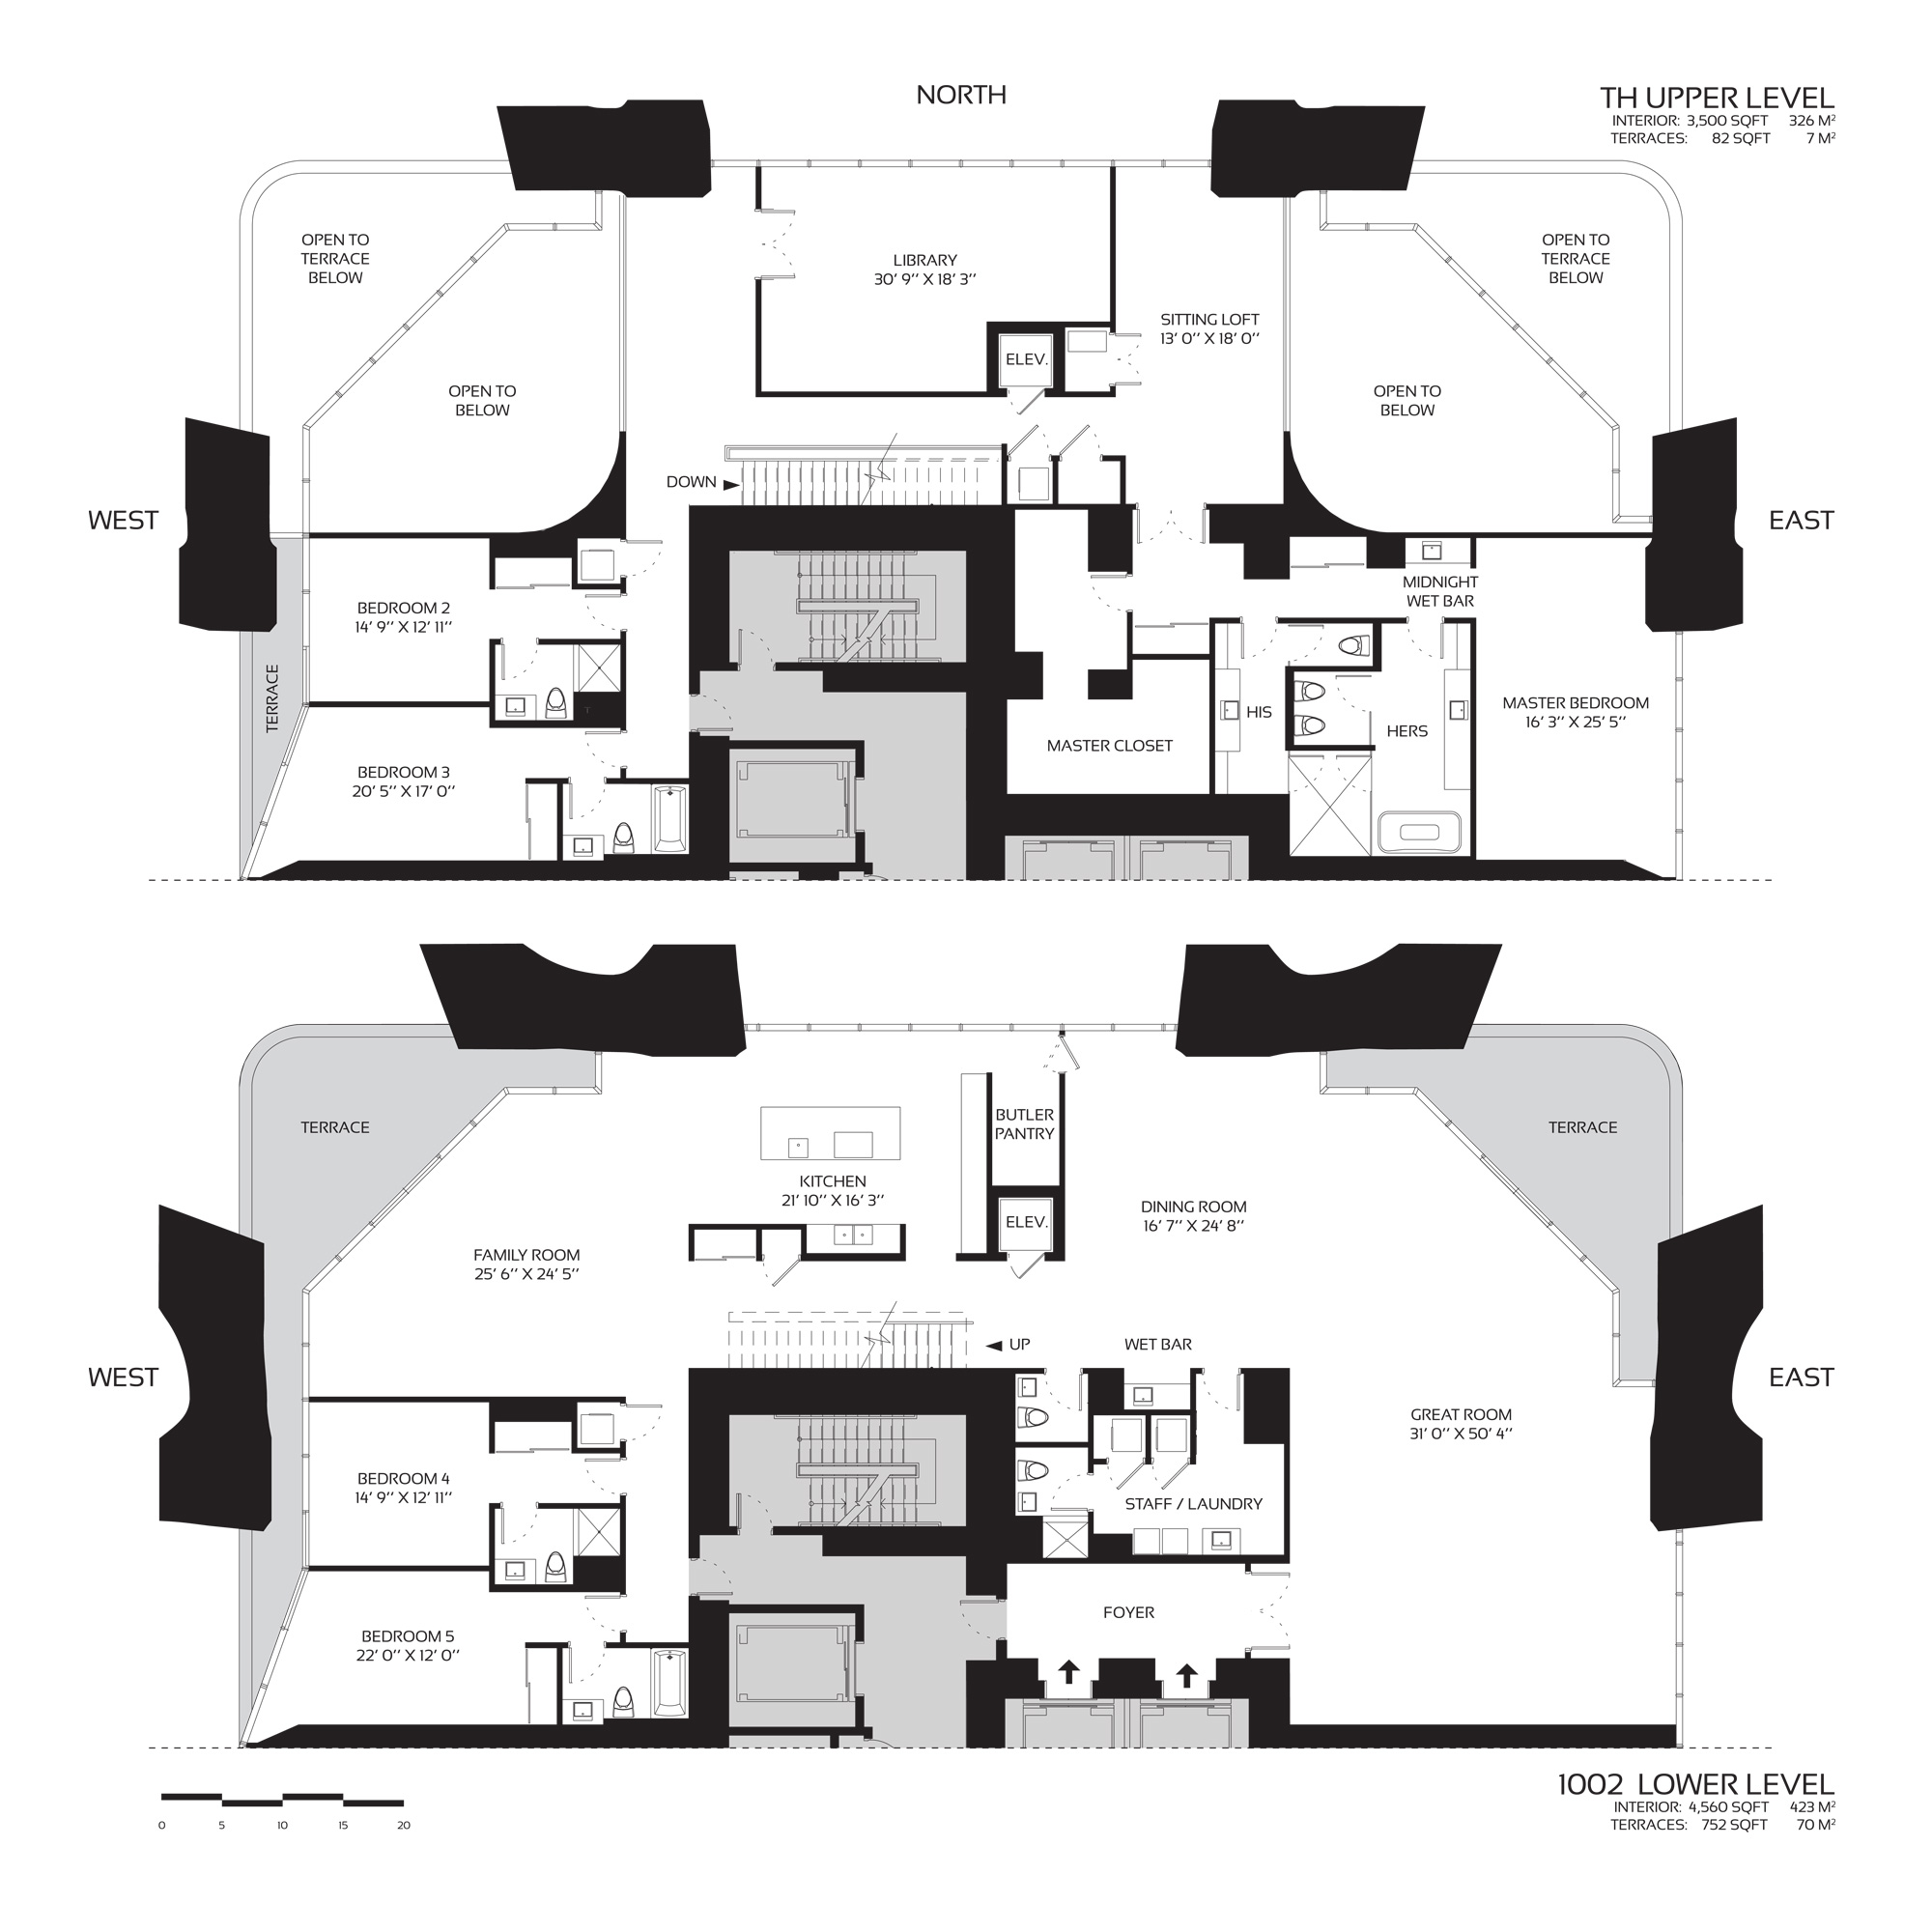 NORTH
TH UPPER LEVEL
INTERIOR: 3,500 SQFT 326 M²
TERRACES: 82 SQFT 7 M²
OPEN TO
TERRACE
BELOW
LIBRARY
30' 9'' X 18' 3''
OPEN TO
TERRACE
BELOW
SITTING LOFT
13' 0'' X 18' 0''
ELEV.
OPEN TO
BELOW
OPEN TO
BELOW
DOWN
WEST
EAST
MIDNIGHT
WET BAR
BEDROOM 2
14' 9'' X 12' 11''
TERRACE
MASTER BEDROOM
16' 3'' X 25' 5''
HIS
HERS
MASTER CLOSET
BEDROOM 3
20' 5'' X 17' 0''
TERRACE
BUTLER
PANTRY
TERRACE
KITCHEN
21' 10'' X 16' 3''
DINING ROOM
16' 7'' X 24' 8''
ELEV.
FAMILY ROOM
25' 6'' X 24' 5''
UP
WET BAR
WEST
EAST
GREAT ROOM
31' 0'' X 50' 4''
BEDROOM 4
14' 9'' X 12' 11''
STAFF / LAUNDRY
FOYER
BEDROOM 5
22' 0'' X 12' 0''
1002 LOWER LEVEL
INTERIOR: 4,560 SQFT 423 M²
TERRACES: 752 SQFT 70 M²
0 5 10 15 20